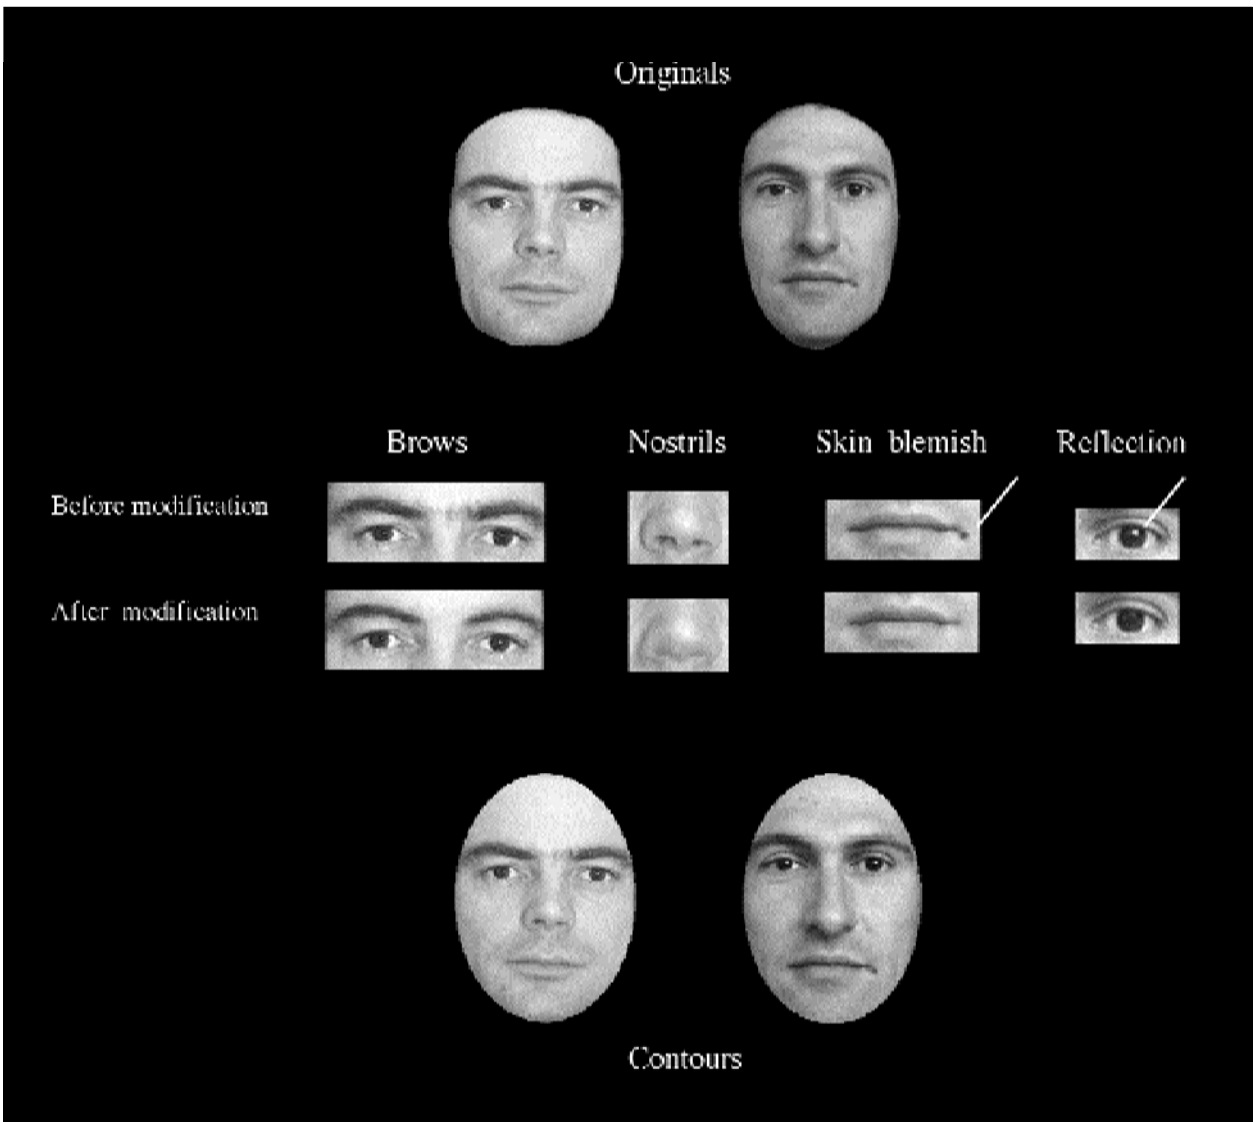 Originals
Brows
Nostrils
Skin blemish
Reflection
Before modification
After modification
Contours